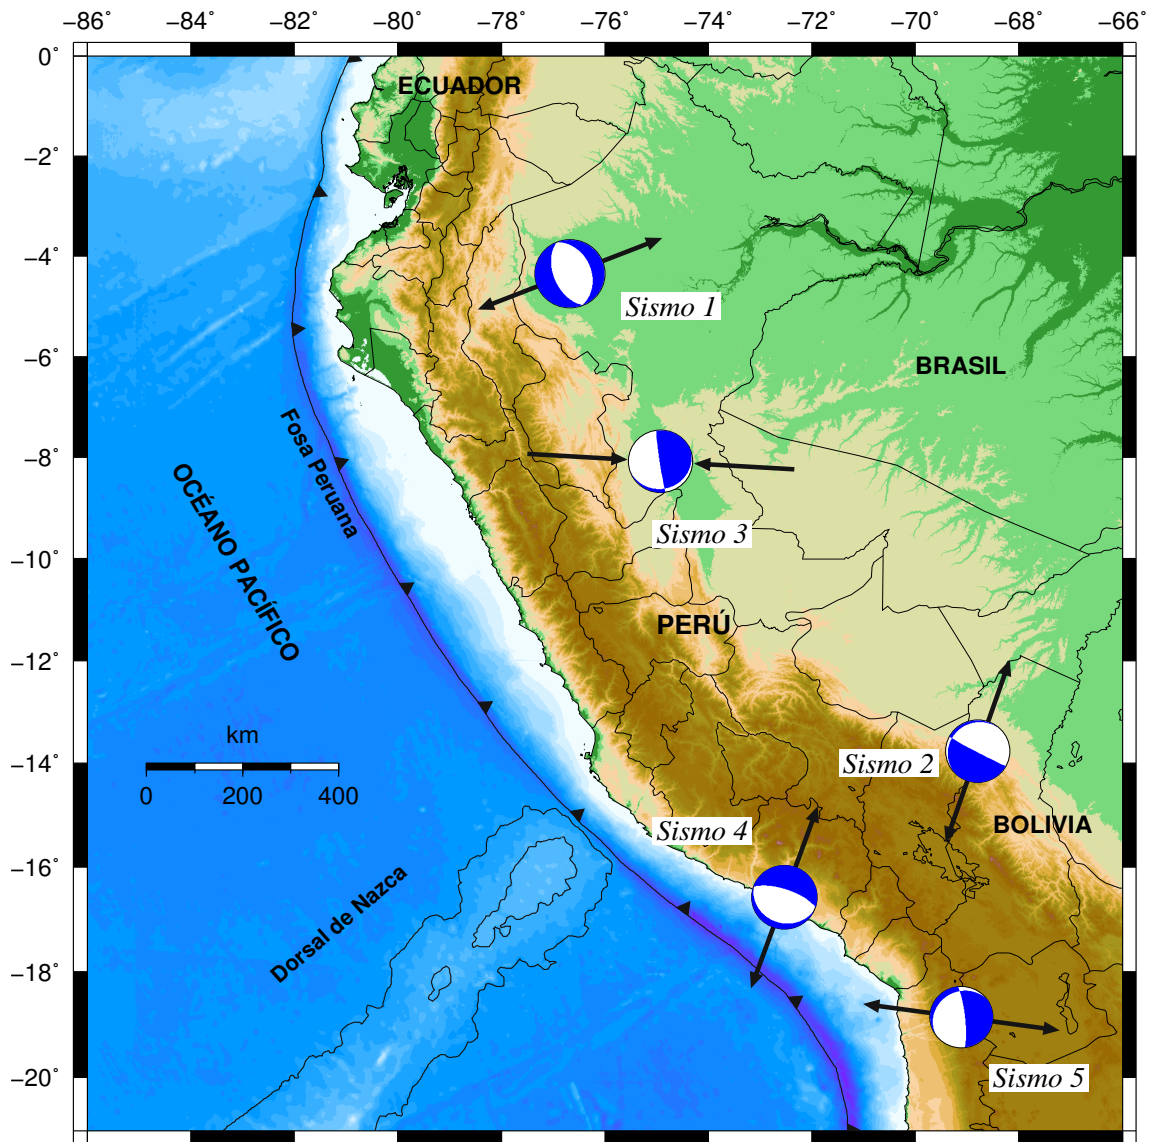 −86˚ −84˚ −82˚ −80˚ −78˚ −76˚ −74˚ −72˚ −70˚ −68˚ −66˚
0˚
ECUADOR
−2˚
−4˚
Sismo 1
−6˚
BRASIL
Fosa Peruana
−8˚
OCÉANO PACÍFICO
Sismo 3
−10˚
PERÚ
−12˚
km
Sismo 2
−14˚
0 200 400
BOLIVIA
Sismo 4
−16˚
Dorsal de Nazca
−18˚
Sismo 5
−20˚